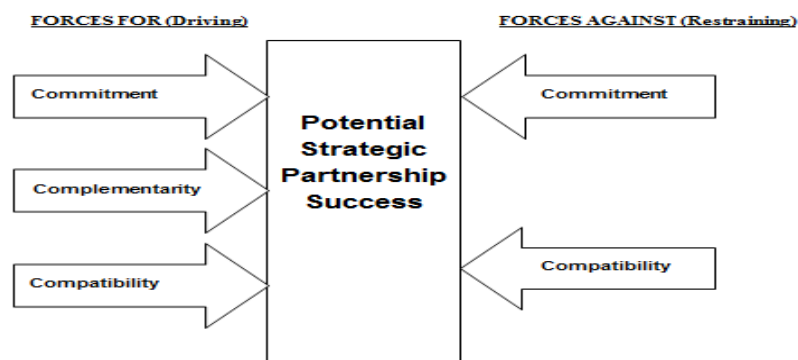 FORCES FOR (Driving)
FORCES AGAINST (Restraining)
Commitment
Complementarity
Compatibility
Potential
Strategic
Partnership
Success
Commitment
Compatibility